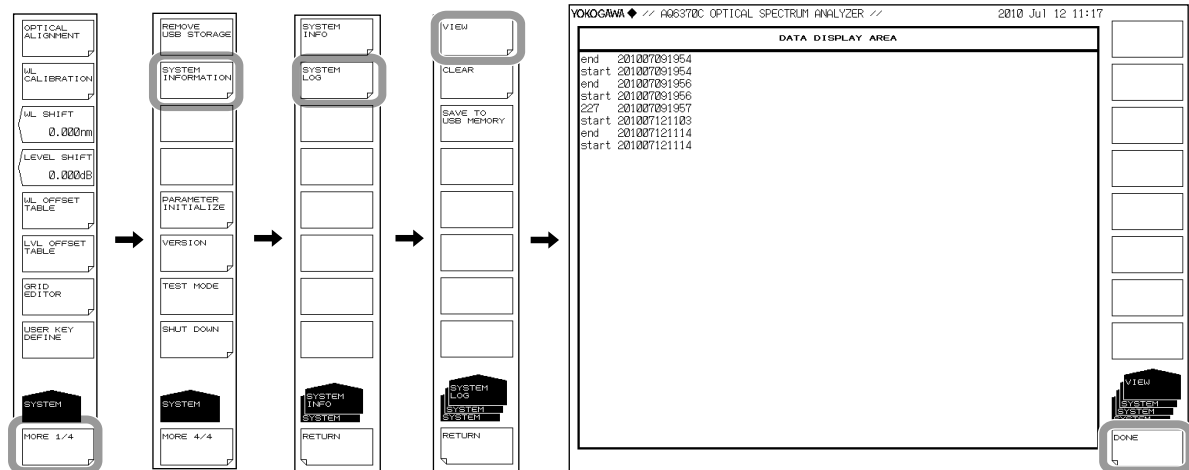 OPTICAL
ALIGNMENT
WL
CALIBRATION
WL SHIFT
0.000nm
LEVEL SHIFT
0.000dB
WL OFFSET
TABLE
LVL OFFSET
TABLE
GRID
EDITOR
USER KEY
DEFINE
SYSTEM
MORE 1/4
REMOVE
USB STORAGE
SYSTEM
INFORMATION
PARAMETER
INITIALIZE
VERSION
TEST MODE
SHUT DOWN
SYSTEM
MORE 4/4
SYSTEM
INFO
SYSTEM
LOG
SYSTEM
INFO
SYSTEM
RETURN
VIEW
CLEAR
SAVE TO
USB MEMORY
SYSTEM
LOG
SYSTEM
SYSTEM
RETURN
YOKOGAWA ◆ // AQ6370C OPTICAL SPECTRUM ANALYZER // 2010 Jul 12 11:17
DATA DISPLAY AREA
end 201007091954
start 201007091954
end 201007091956
start 201007091956
227 201007091957
start 201007121103
end 201007121114
start 201007121114
VIEW
SYSTEM
SYSTEM
SYSTEM
DONE